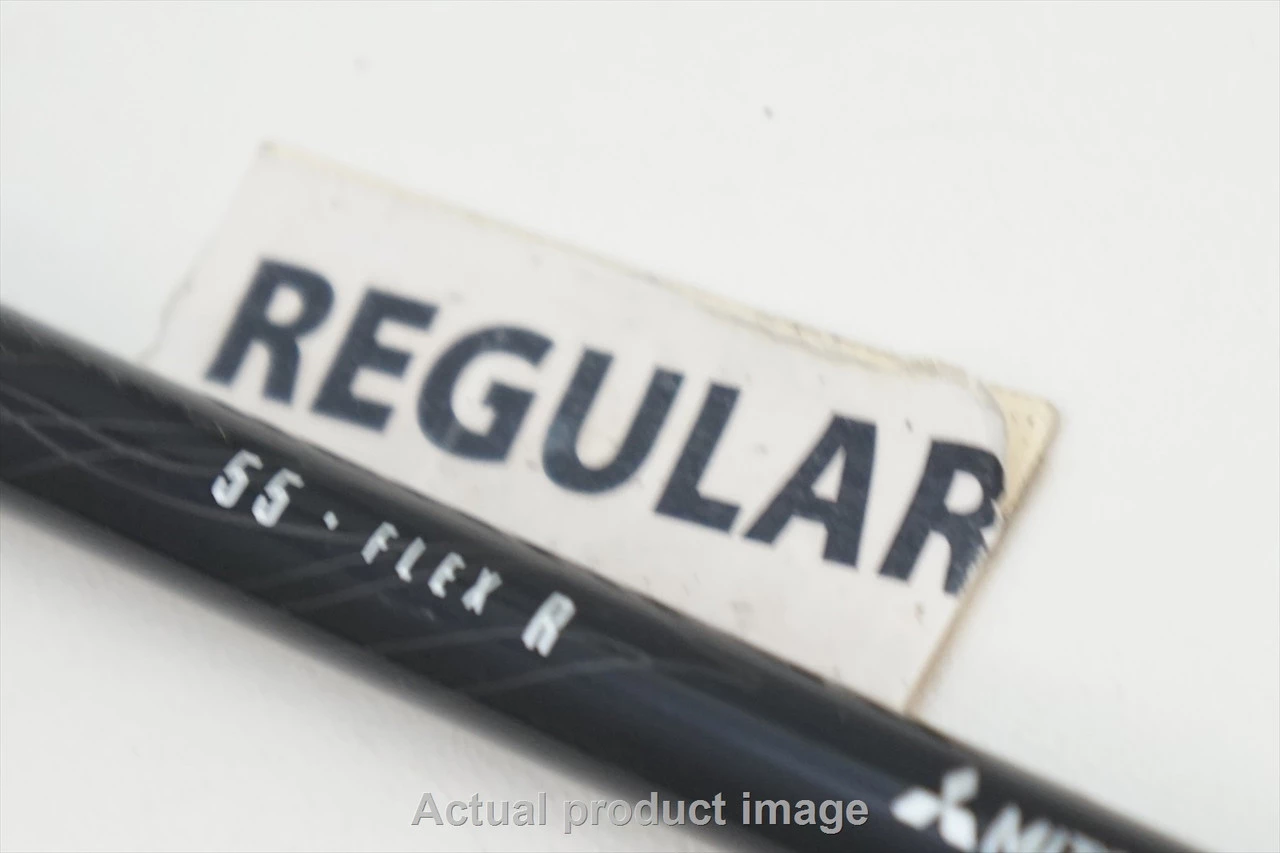 REGULAR
55 - FLEX R
Actual product image